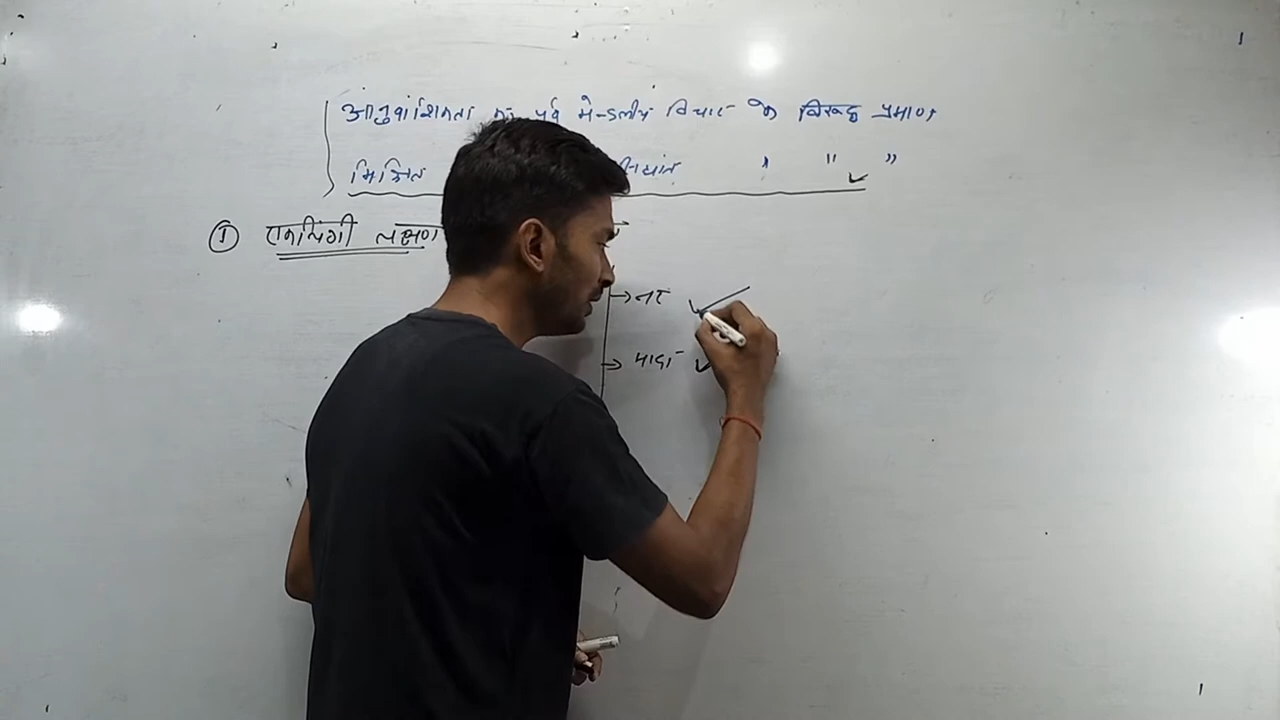 आनुवांशिकता पूर्व मेन्डलीय विचार के विरूद्ध प्रमाण
मिश्रित " " "
① एकलिंगी लक्षण
→ नर ✓
→ मादा ✓